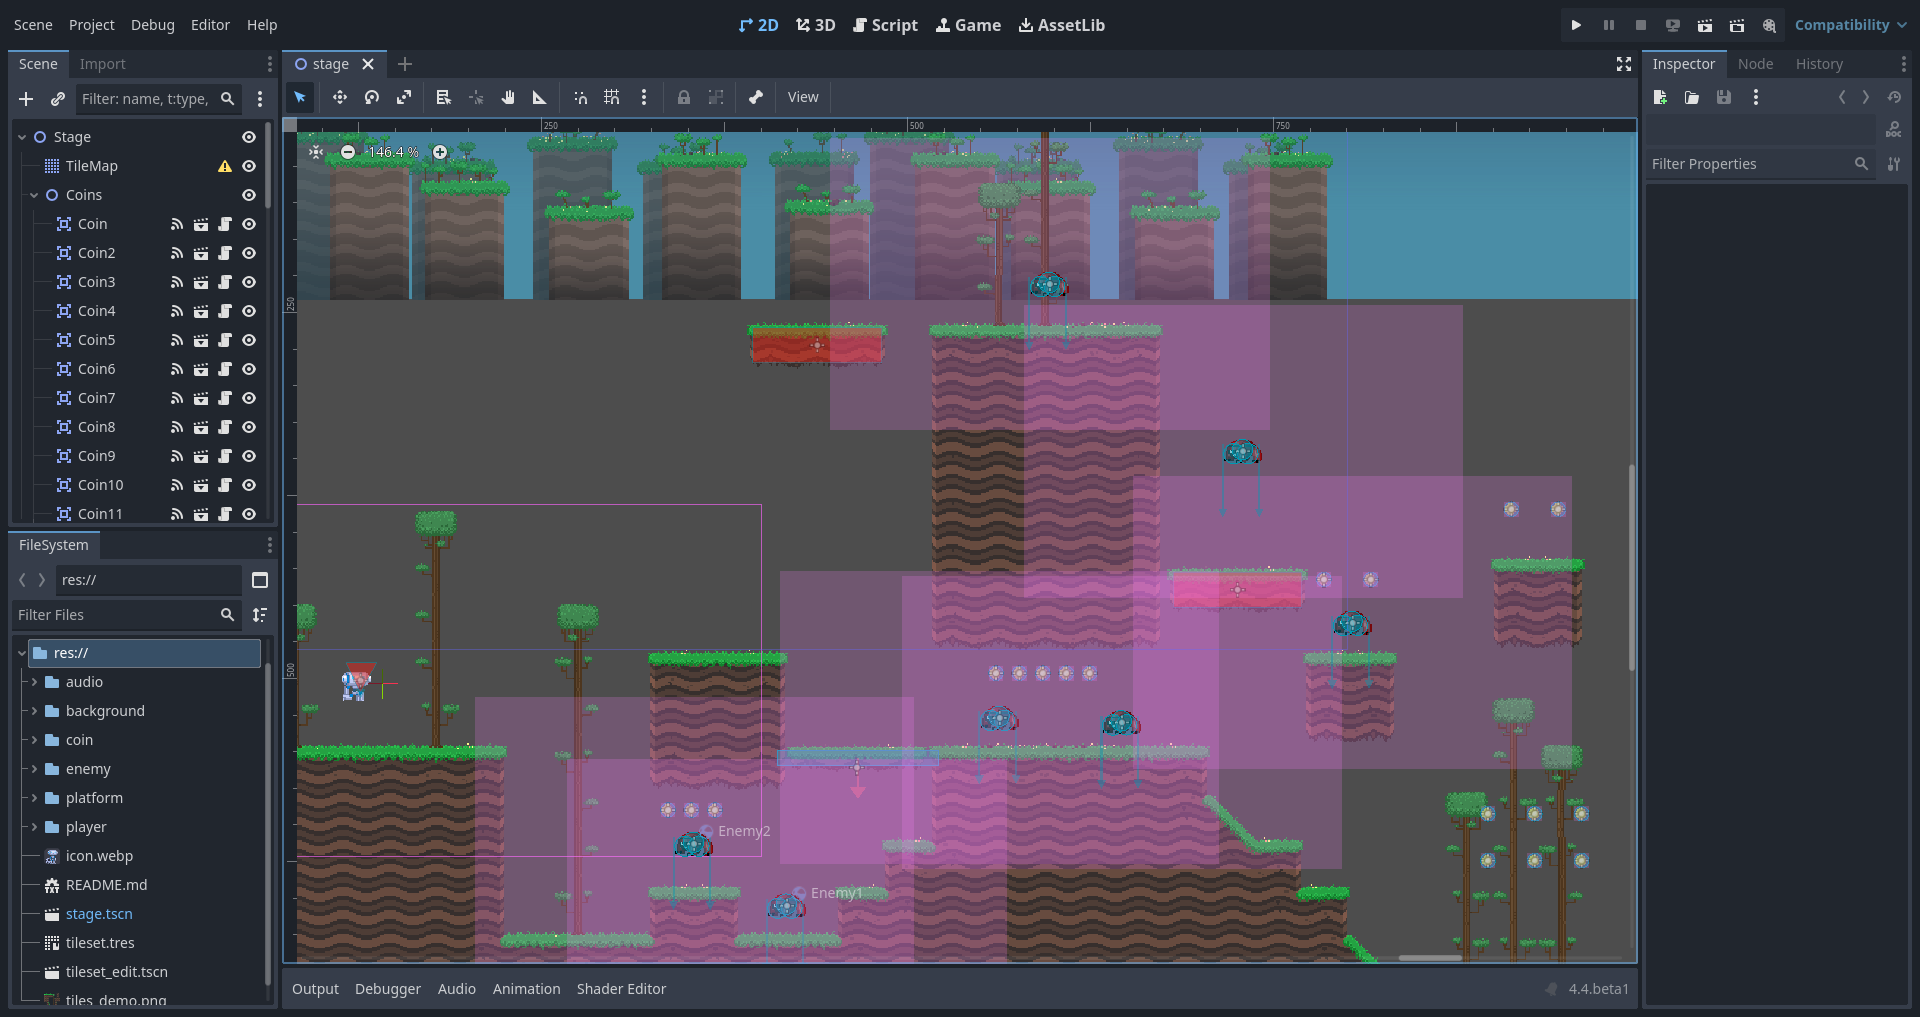 Scene Project Debug Editor Help
2D 3D Script Game AssetLib
Compatibility
Scene Import
Filter: name, t:type,
Stage
TileMap
Coins
Coin
Coin2
Coin3
Coin4
Coin5
Coin6
Coin7
Coin8
Coin9
Coin10
Coin11
FileSystem
res://
Filter Files
res://
audio
background
coin
enemy
platform
player
icon.webp
README.md
stage.tscn
tileset.tres
tileset_edit.tscn
tiles_demo.png
stage
View
250 500 750
146.4 %
250
500
Enemy2
Enemy1
Output Debugger Audio Animation Shader Editor
4.4.beta1
Inspector Node History
Filter Properties